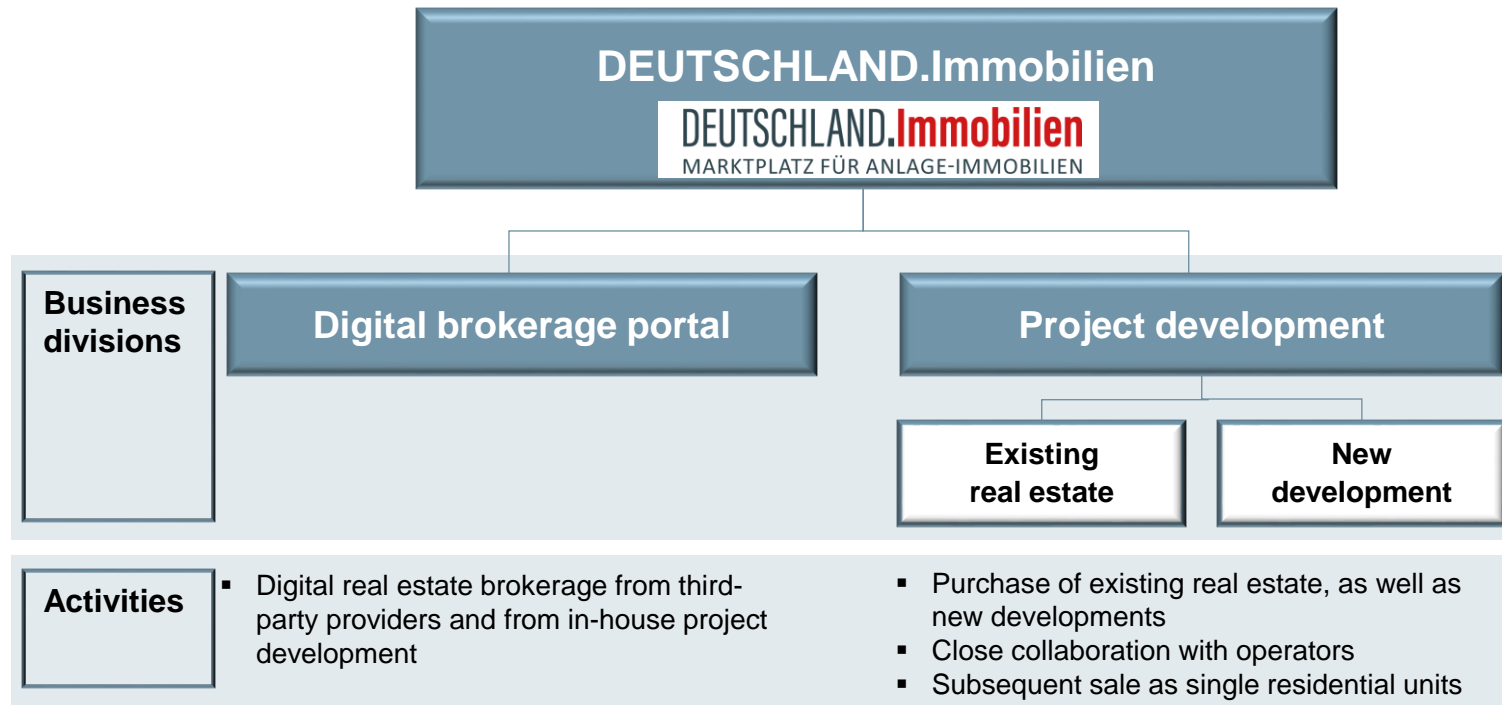 DEUTSCHLAND.Immobilien
DEUTSCHLAND.Immobilien
MARKTPLATZ FÜR ANLAGE-IMMOBILIEN
Business
divisions
Digital brokerage portal
Project development
Existing
real estate
New
development
Activities
▪ Digital real estate brokerage from third-
party providers and from in-house project
development
▪ Purchase of existing real estate, as well as
new developments
▪ Close collaboration with operators
▪ Subsequent sale as single residential units